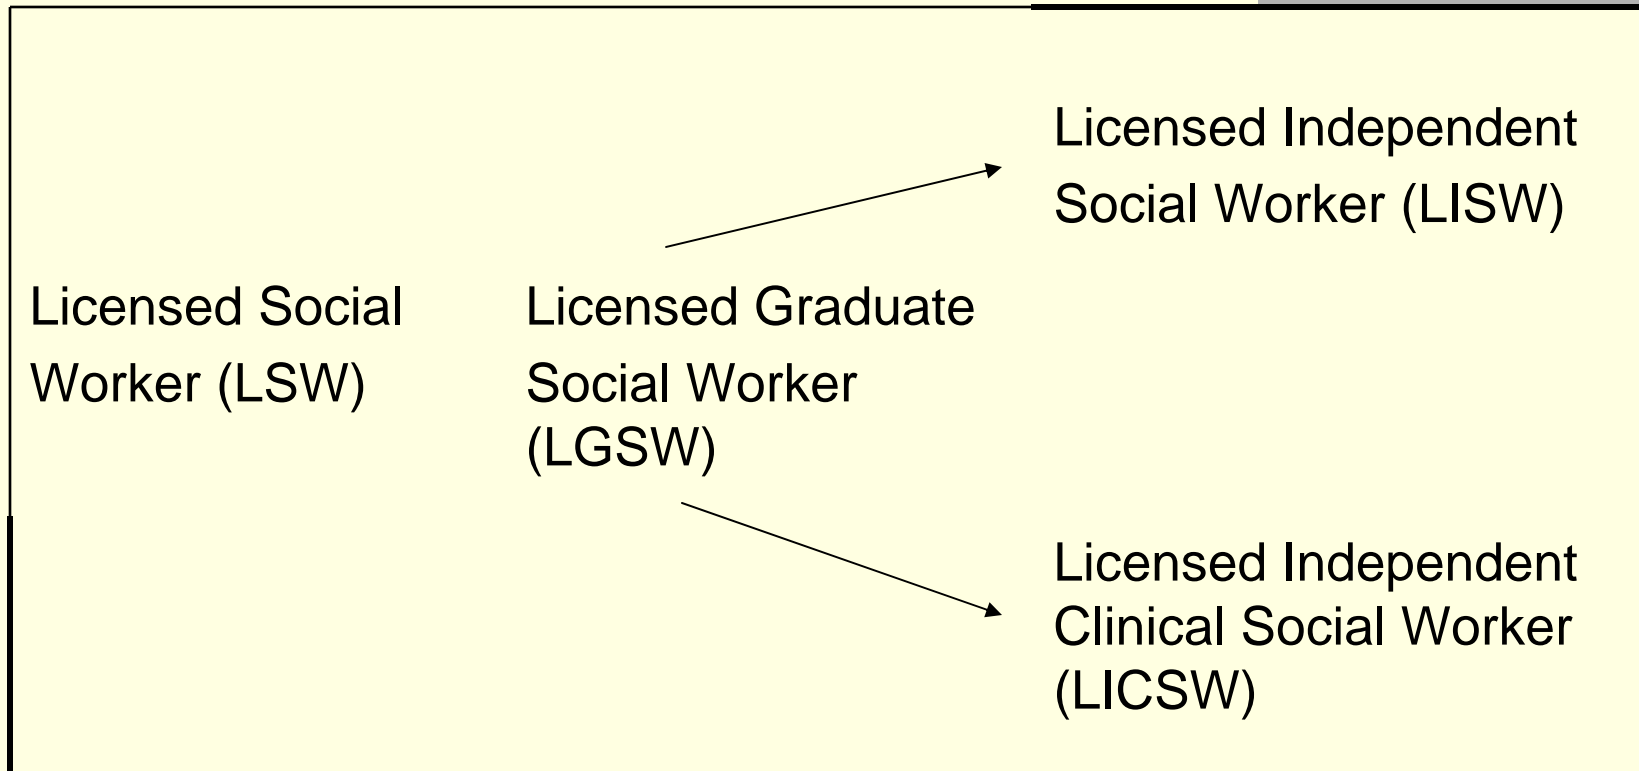 Licensed Social
Worker (LSW)
Licensed Graduate
Social Worker
(LGSW)
Licensed Independent
Social Worker (LISW)
Licensed Independent
Clinical Social Worker
(LICSW)